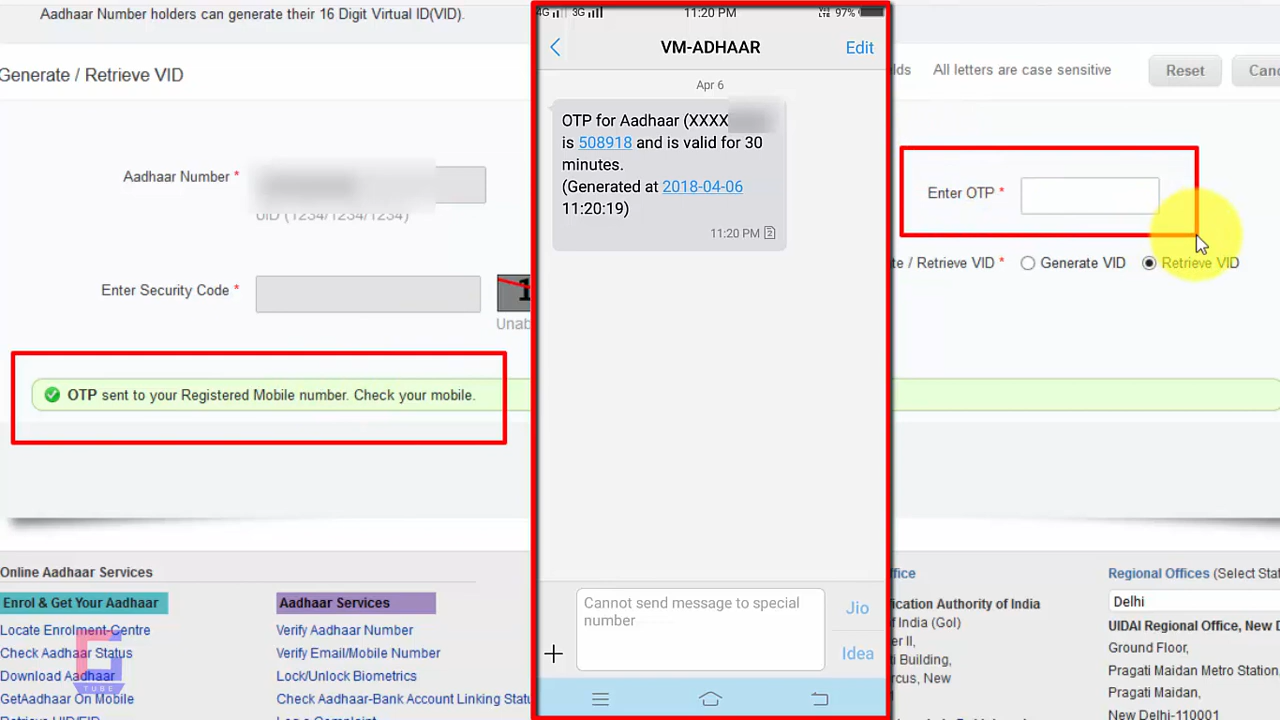 Aadhaar Number holders can generate their 16 Digit Virtual ID(VID).
Generate / Retrieve VID
Aadhaar Number *
UID (1234/1234/1234)
Enter Security Code *
1
OTP sent to your Registered Mobile number. Check your mobile.
4G 3G 11:20 PM 97%
VM-ADHAAR
Edit
Apr 6
OTP for Aadhaar (XXXX
is 508918 and is valid for 30
minutes.
(Generated at 2018-04-06
11:20:19)
11:20 PM 2
Cannot send message to special
number
Jio
Idea
All letters are case sensitive
Reset
Enter OTP *
/ Retrieve VID * Generate VID Retrieve VID
Online Aadhaar Services
Enrol & Get Your Aadhaar
Locate Enrolment-Centre
Check Aadhaar Status
Download Aadhaar
GetAadhaar On Mobile
Retrieve UID/EID
TUBE
Aadhaar Services
Verify Aadhaar Number
Verify Email/Mobile Number
Lock/Unlock Biometrics
Check Aadhaar-Bank Account Linking Statu
ffice
ication Authority of India
of India (GoI)
er II,
i Building,
rcus, New
Regional Offices (Select Stat
Delhi
UIDAI Regional Office, New D
Ground Floor,
Pragati Maidan Metro Station,
Pragati Maidan,
New Delhi-110001